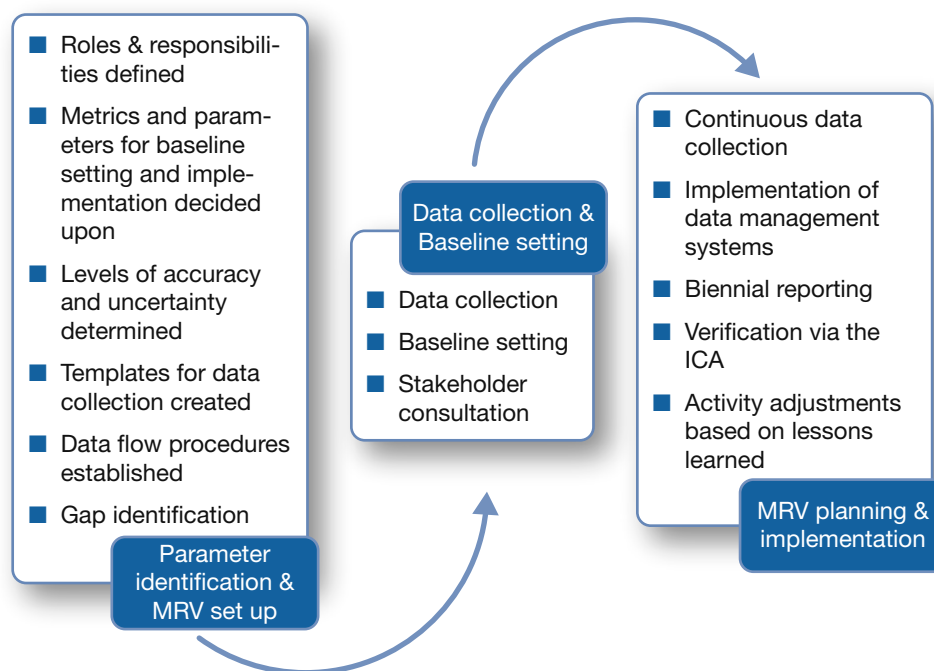 Roles & responsibili-
ties defined
Metrics and param-
eters for baseline
setting and imple-
mentation decided
upon
Levels of accuracy
and uncertainty
determined
Templates for data
collection created
Data flow procedures
established
Gap identification
Parameter
identification &
MRV set up
Data collection &
Baseline setting
Data collection
Baseline setting
Stakeholder
consultation
Continuous data
collection
Implementation of
data management
systems
Biennial reporting
Verification via the
ICA
Activity adjustments
based on lessons
learned
MRV planning &
implementation